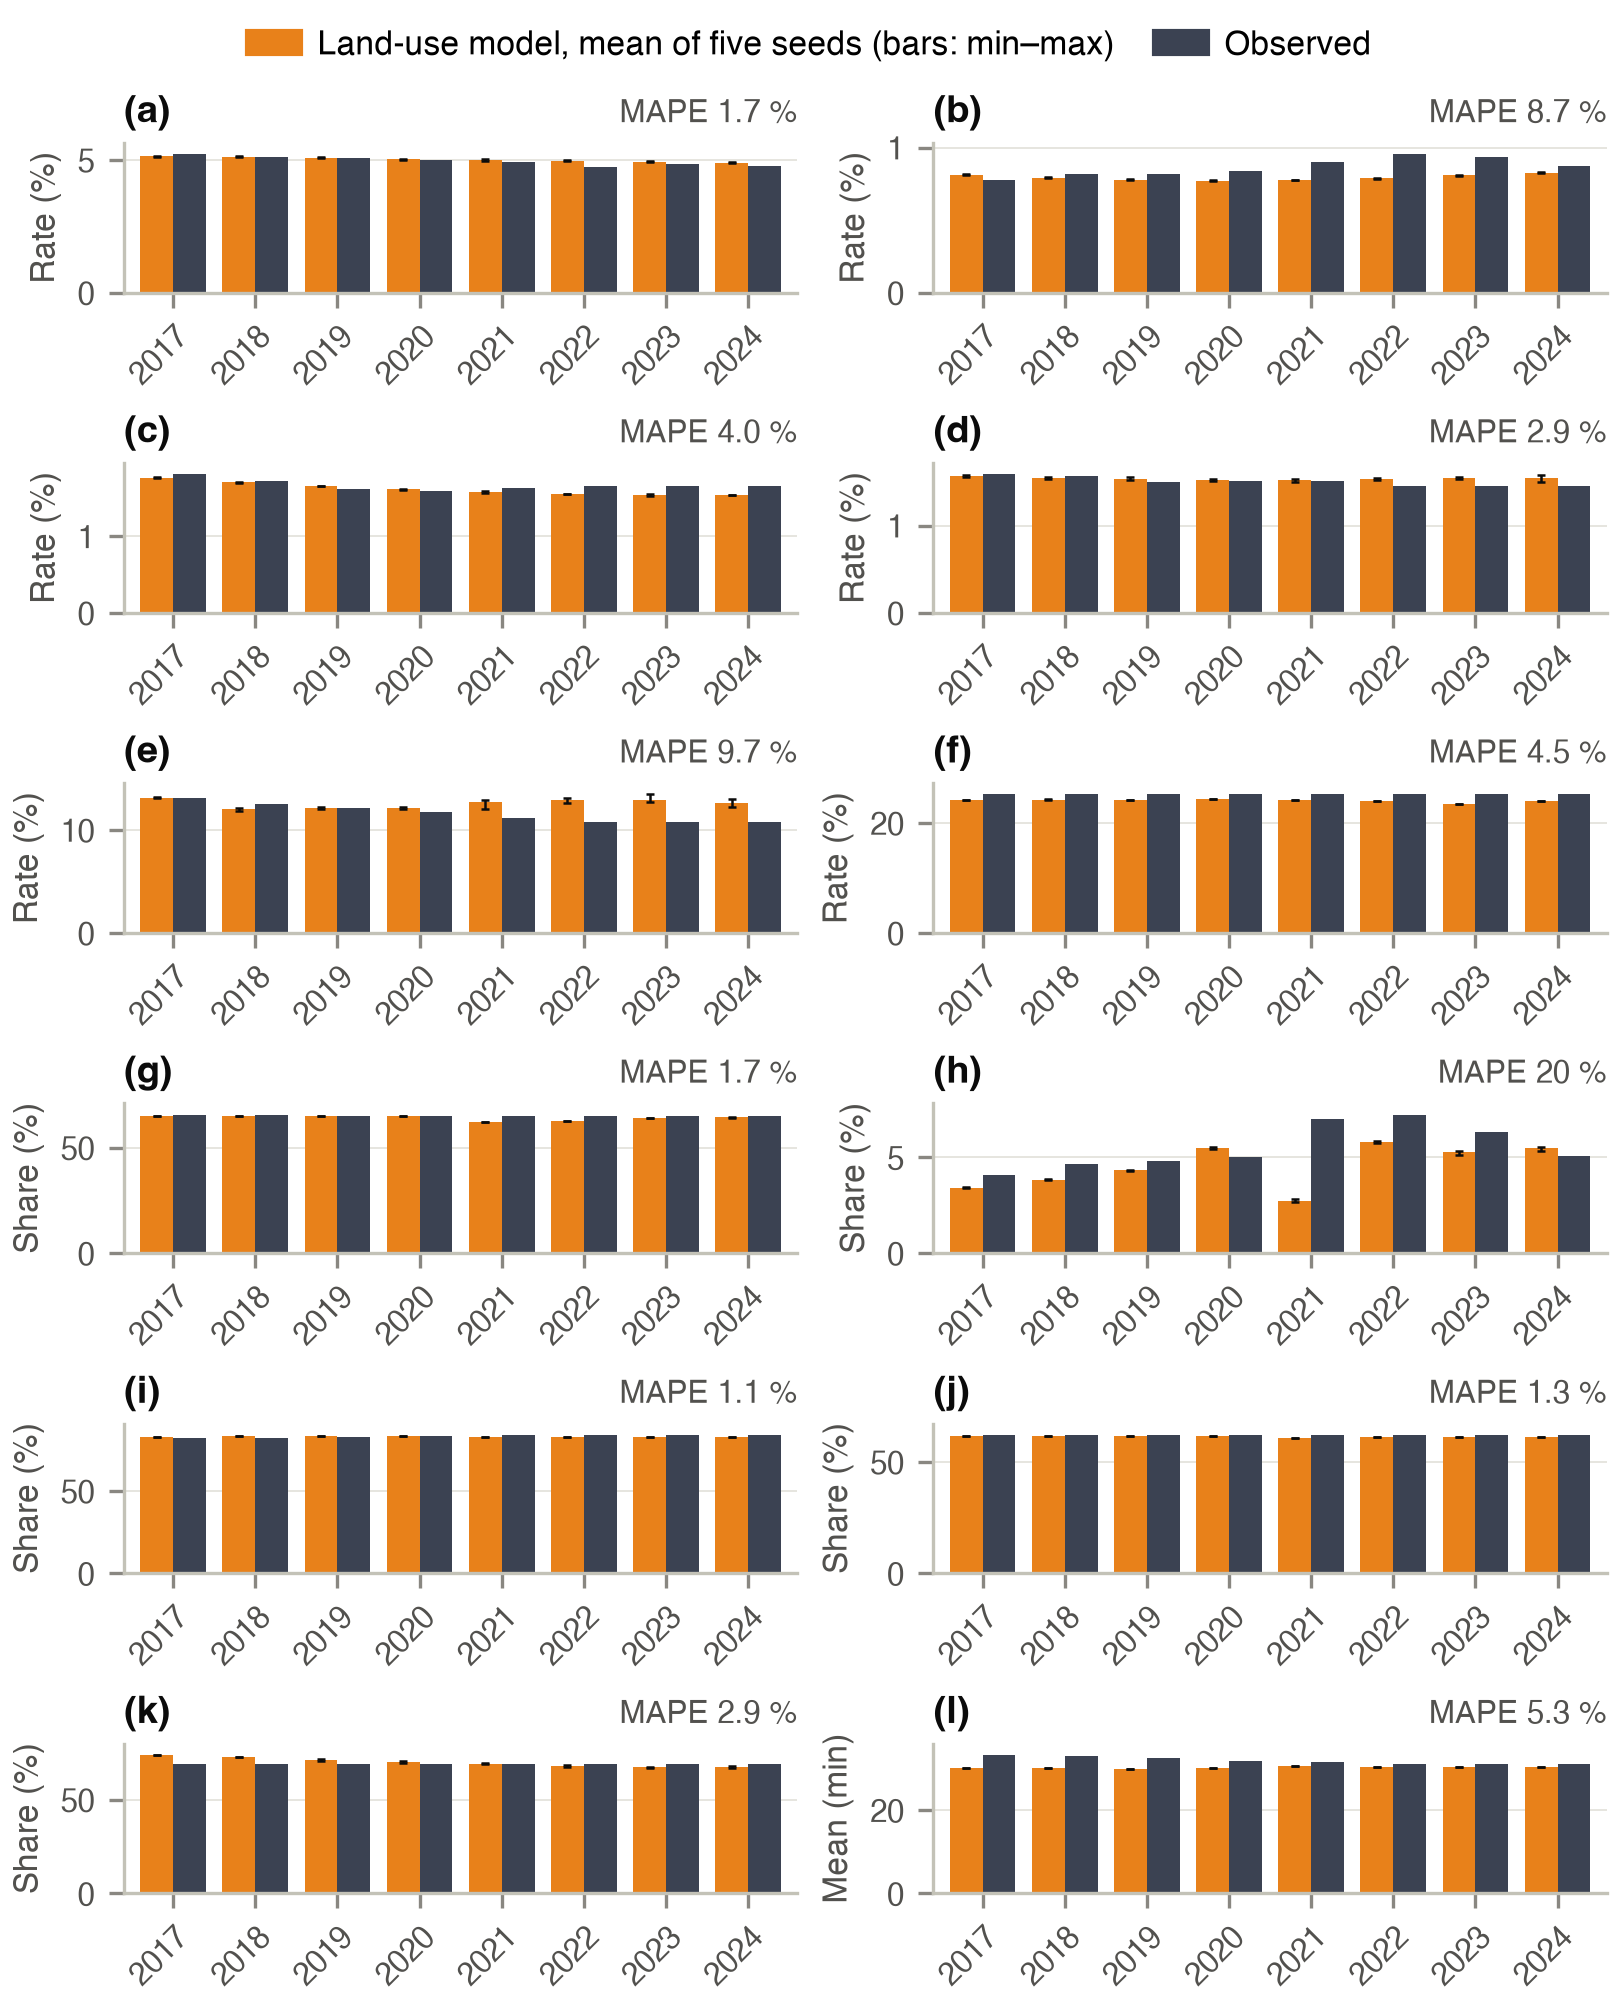 Land-use model, mean of five seeds (bars: min–max) Observed
(a) MAPE 1.7 %
Rate (%)
5
0
2017 2018 2019 2020 2021 2022 2023 2024
(b) MAPE 8.7 %
Rate (%)
1
0
2017 2018 2019 2020 2021 2022 2023 2024
(c) MAPE 4.0 %
Rate (%)
1
0
2017 2018 2019 2020 2021 2022 2023 2024
(d) MAPE 2.9 %
Rate (%)
1
0
2017 2018 2019 2020 2021 2022 2023 2024
(e) MAPE 9.7 %
Rate (%)
10
0
2017 2018 2019 2020 2021 2022 2023 2024
(f) MAPE 4.5 %
Rate (%)
20
0
2017 2018 2019 2020 2021 2022 2023 2024
(g) MAPE 1.7 %
Share (%)
50
0
2017 2018 2019 2020 2021 2022 2023 2024
(h) MAPE 20 %
Share (%)
5
0
2017 2018 2019 2020 2021 2022 2023 2024
(i) MAPE 1.1 %
Share (%)
50
0
2017 2018 2019 2020 2021 2022 2023 2024
(j) MAPE 1.3 %
Share (%)
50
0
2017 2018 2019 2020 2021 2022 2023 2024
(k) MAPE 2.9 %
Share (%)
50
0
2017 2018 2019 2020 2021 2022 2023 2024
(l) MAPE 5.3 %
Mean (min)
20
0
2017 2018 2019 2020 2021 2022 2023 2024